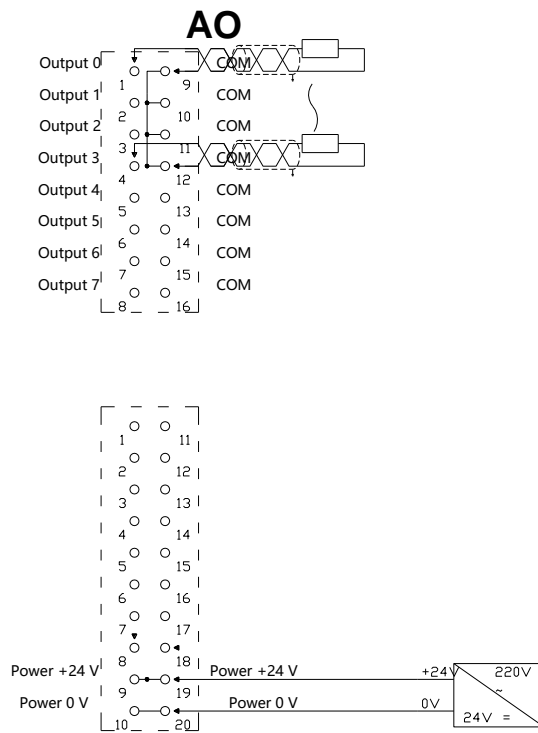 AO
Output 0 COM
1 9
Output 1 COM
2 10
Output 2 COM
3 11
Output 3 COM
4 12
Output 4 COM
5 13
Output 5 COM
6 14
Output 6 COM
7 15
Output 7 COM
8 16
1 11
2 12
3 13
4 14
5 15
6 16
7 17
8 18
Power +24 V Power +24 V +24V 220V
9 19 ~
Power 0 V Power 0 V 0V
10 20 24V =